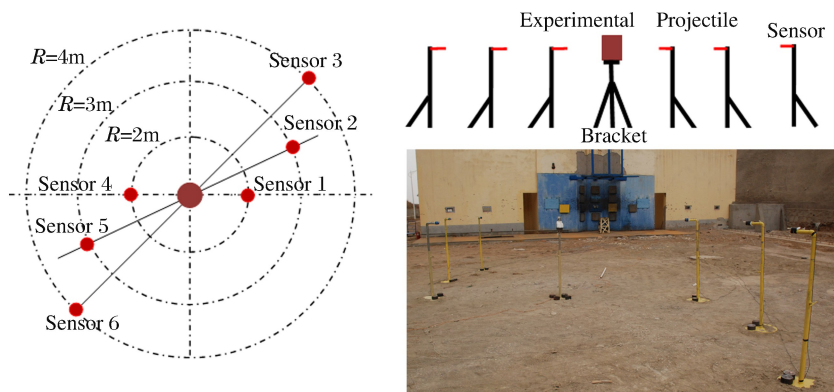 R=4m
Sensor 3
R=3m
Sensor 2
R=2m
Sensor 4
Sensor 1
Sensor 5
Sensor 6
Experimental Projectile
Sensor
Bracket